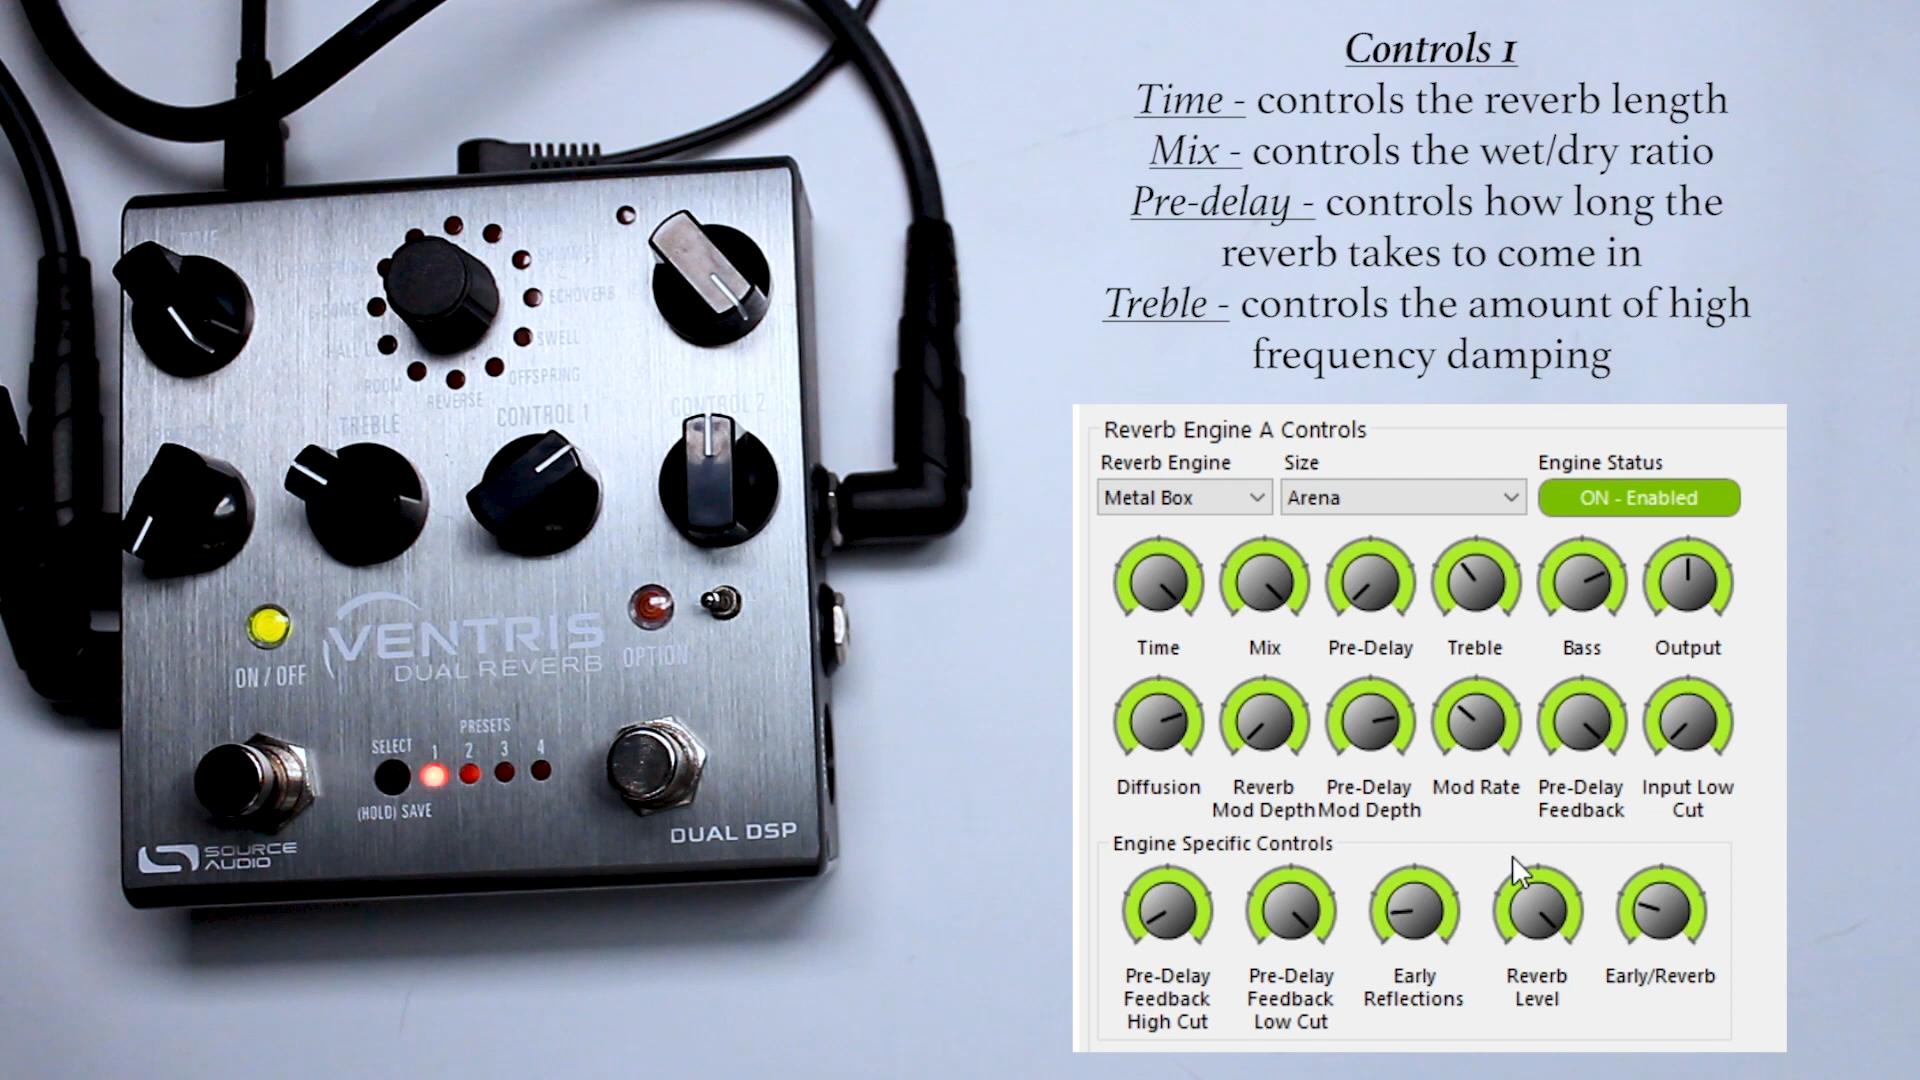 Controls 1
Time - controls the reverb length
Mix - controls the wet/dry ratio
Pre-delay - controls how long the
reverb takes to come in
Treble - controls the amount of high
frequency damping
TIME
SHIMMER
E-DOME
ECHOVERB
SWELL
ROOM
OFFSPRING
REVERSE
TREBLE
CONTROL 1
CONTROL 2
VENTRIS
DUAL REVERB
ON / OFF
OPTION
PRESETS
SELECT
1 2 3 4
(HOLD) SAVE
DUAL DSP
SOURCE
AUDIO
Reverb Engine A Controls
Reverb Engine Size Engine Status
Metal Box Arena ON - Enabled
Time Mix Pre-Delay Treble Bass Output
Diffusion Reverb Pre-Delay Mod Rate Pre-Delay Input Low
Mod Depth Mod Depth Feedback Cut
Engine Specific Controls
Pre-Delay Pre-Delay Early Reverb Early/Reverb
Feedback Feedback Reflections Level
High Cut Low Cut